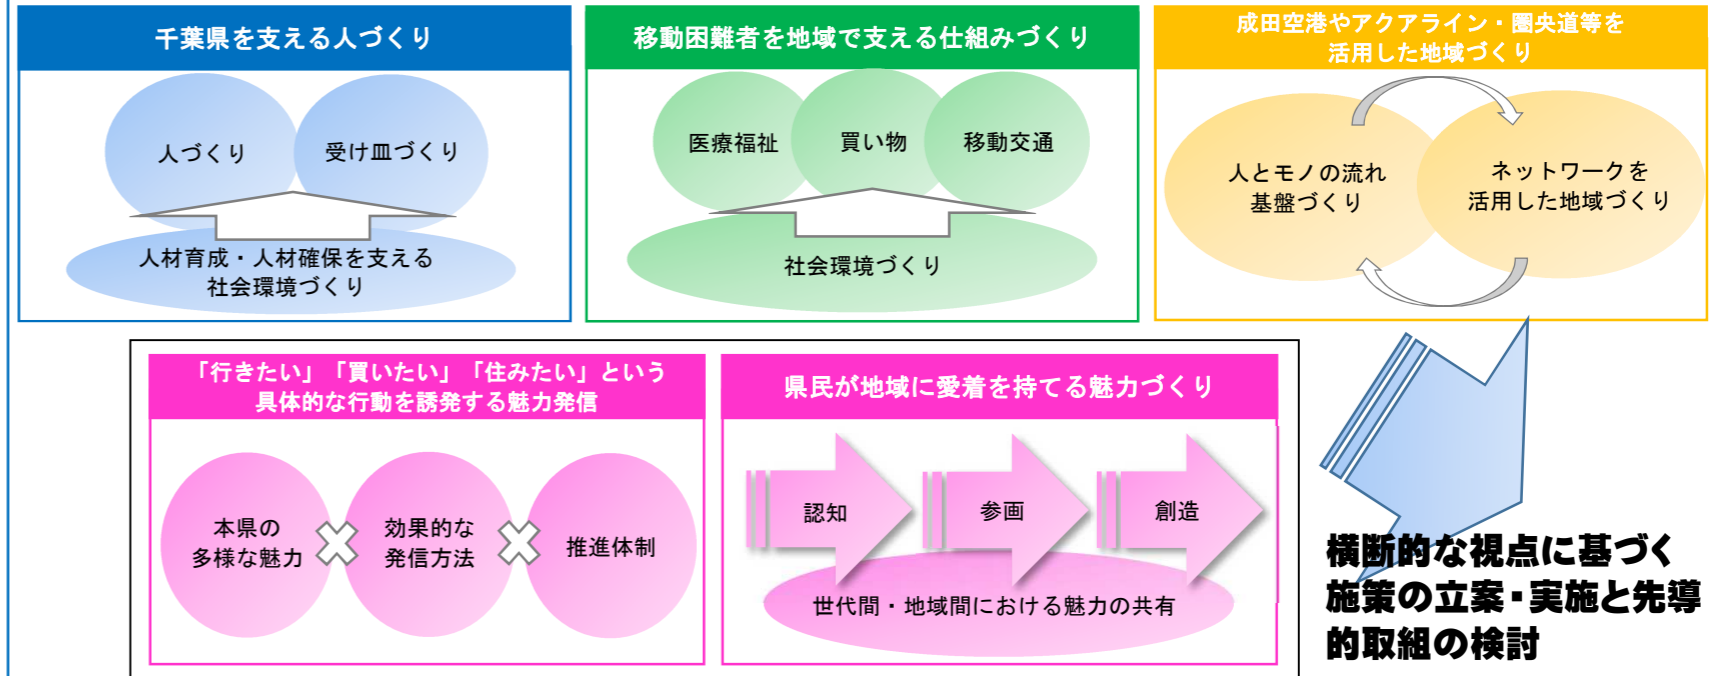 千葉県を支える人づくり
人づくり
受け皿づくり
人材育成・人材確保を支える
社会環境づくり
移動困難者を地域で支える仕組みづくり
医療福祉
買い物
移動交通
社会環境づくり
成田空港やアクアライン・圏央道等を
活用した地域づくり
人とモノの流れ
基盤づくり
ネットワークを
活用した地域づくり
「行きたい」「買いたい」「住みたい」という
具体的な行動を誘発する魅力発信
本県の
多様な魅力
効果的な
発信方法
推進体制
県民が地域に愛着を持てる魅力づくり
認知
参画
創造
世代間・地域間における魅力の共有
横断的な視点に基づく
施策の立案・実施と先導
的取組の検討